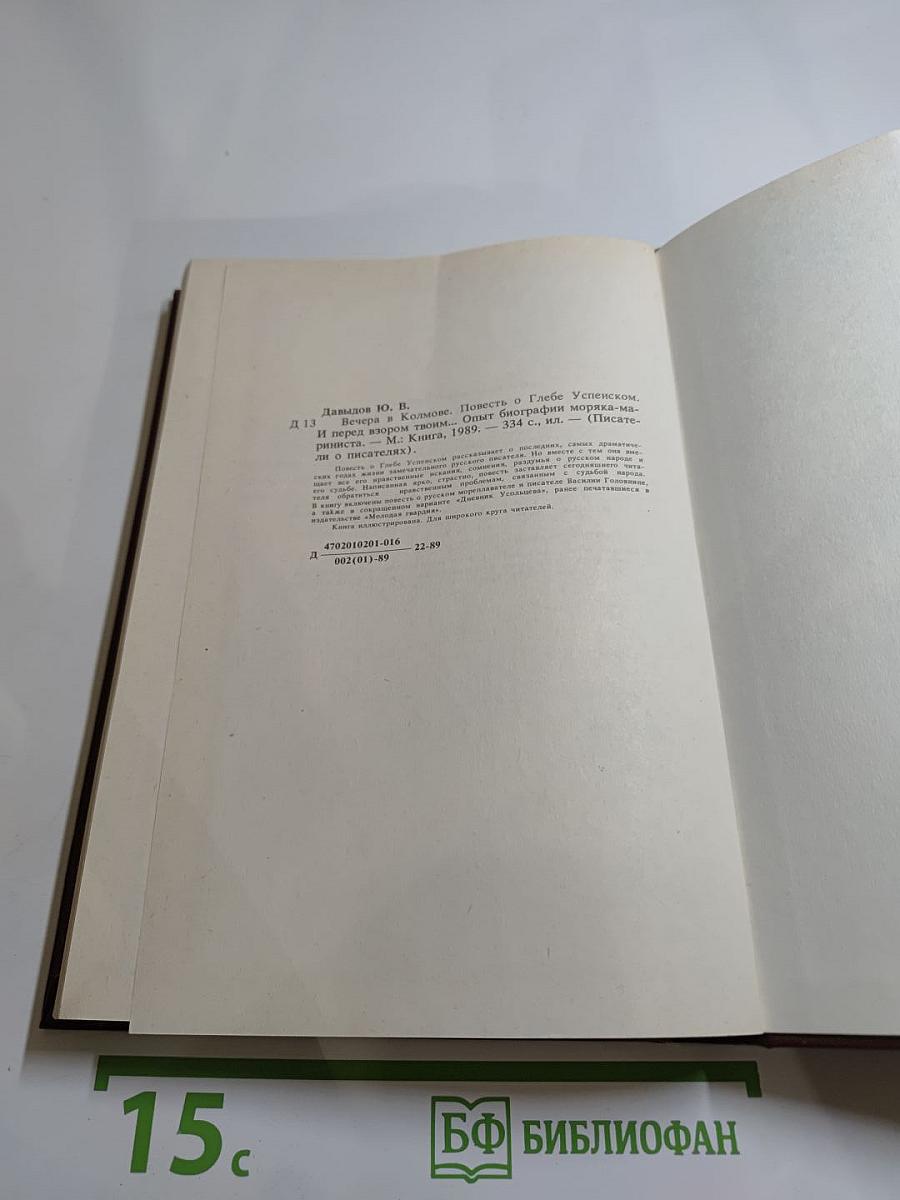 Давыдов Ю. В.
Д 13 Вечера в Колмове. Повесть о Глебе Успенском.
И перед взором твоим... Опыт биографии моряка-ма-
риниста. — М.: Книга, 1989. — 334 с., ил. — (Писате-
ли о писателях).
Повесть о Глебе Успенском рассказывает о последних, самых драматиче-
ских годах жизни замечательного русского писателя. Но вместе с тем она вме-
щает все его нравственные искания, сомнения, раздумья о русском народе и
его судьбе. Написанная ярко, страстно, повесть заставляет сегодняшнего чита-
теля обратиться нравственным проблемам, связанным с судьбой народа.
В книгу включены повесть о русском мореплавателе и писателе Василии Головнине,
а также в сокращенном варианте «Дневник Усольцева», ранее печатавшиеся в
издательстве «Молодая гвардия».
Книга иллюстрирована. Для широкого круга читателей.
Д 4702010201-016 22-89
002(01)-89
15 с
БФ БИБЛИОФАН